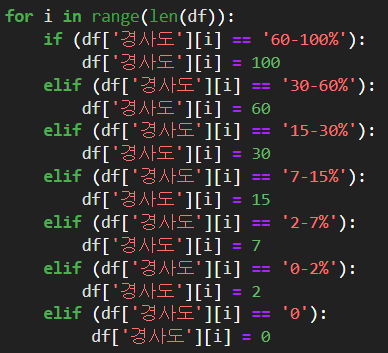 for i in range(len(df)):
    if (df['경사도'][i] == '60-100%'):
        df['경사도'][i] = 100
    elif (df['경사도'][i] == '30-60%'):
        df['경사도'][i] = 60
    elif (df['경사도'][i] == '15-30%'):
        df['경사도'][i] = 30
    elif (df['경사도'][i] == '7-15%'):
        df['경사도'][i] = 15
    elif (df['경사도'][i] == '2-7%'):
        df['경사도'][i] = 7
    elif (df['경사도'][i] == '0-2%'):
        df['경사도'][i] = 2
    elif (df['경사도'][i] == '0'):
         df['경사도'][i] = 0